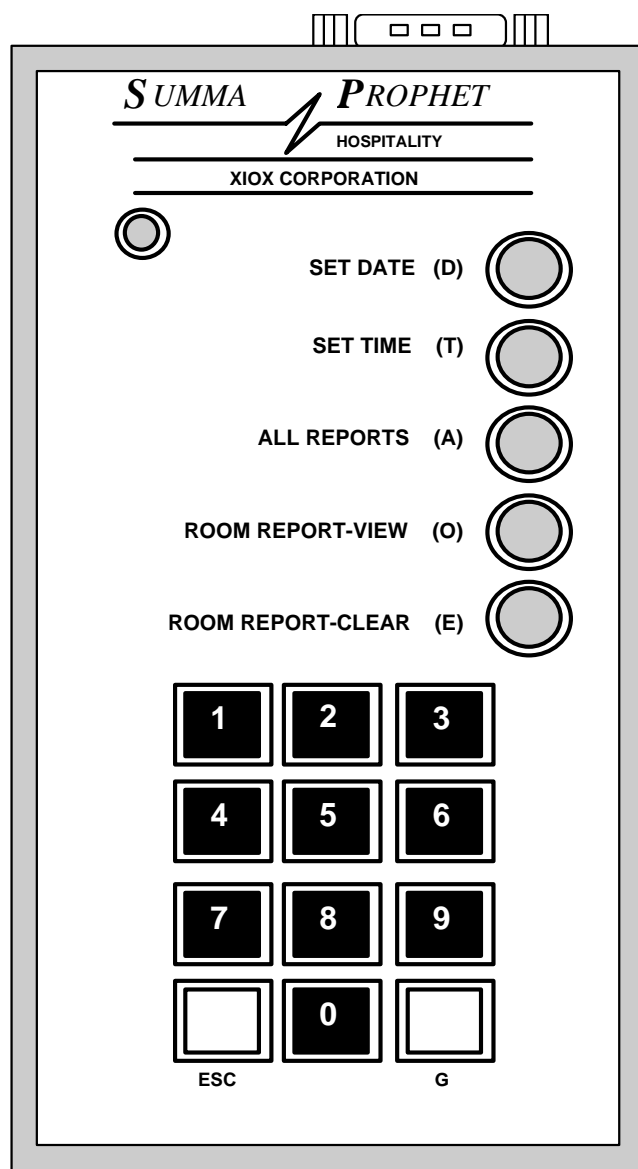 SUMMA PROPHET
HOSPITALITY
XIOX CORPORATION
SET DATE (D)
SET TIME (T)
ALL REPORTS (A)
ROOM REPORT-VIEW (O)
ROOM REPORT-CLEAR (E)
1 2 3
4 5 6
7 8 9
0
ESC G